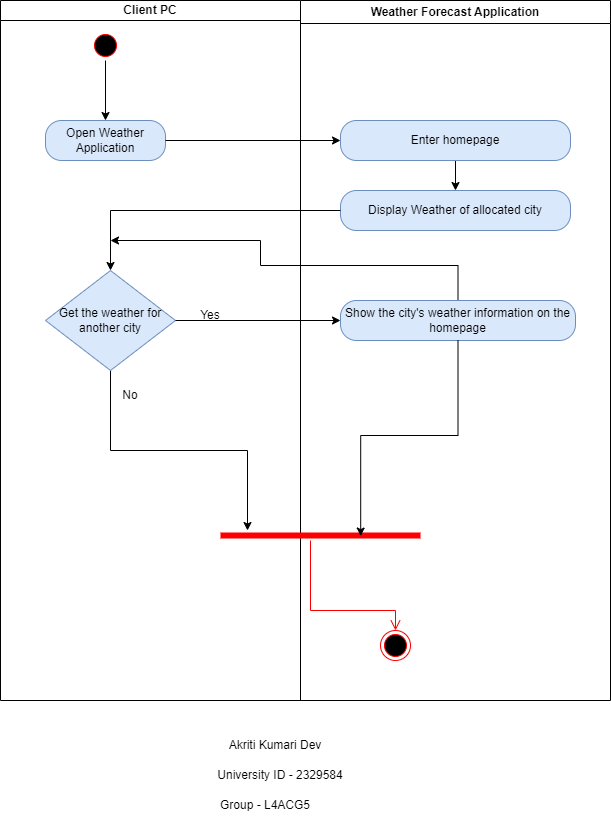 Client PC
Weather Forecast Application
Open Weather
Application
Enter homepage
Display Weather of allocated city
Get the weather for
another city
Yes
Show the city's weather information on the
homepage
No
Akriti Kumari Dev
University ID - 2329584
Group - L4ACG5